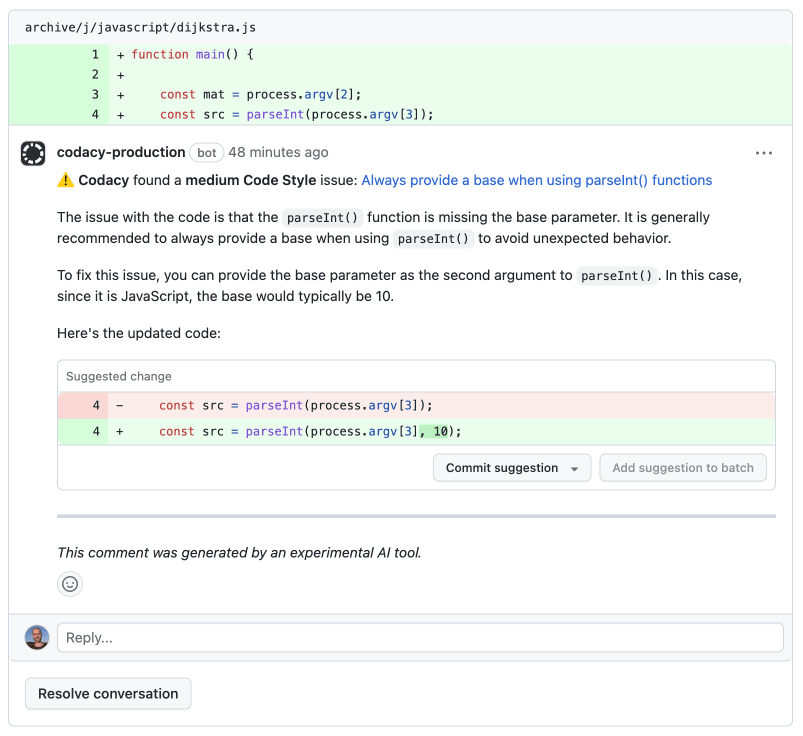 archive/j/javascript/dijkstra.js
1 + function main() {
2 +
3 + const mat = process.argv[2];
4 + const src = parseInt(process.argv[3]);
codacy-production bot 48 minutes ago
Codacy found a medium Code Style issue: Always provide a base when using parseInt() functions
The issue with the code is that the parseInt() function is missing the base parameter. It is generally
recommended to always provide a base when using parseInt() to avoid unexpected behavior.
To fix this issue, you can provide the base parameter as the second argument to parseInt() . In this case,
since it is JavaScript, the base would typically be 10.
Here's the updated code:
Suggested change
4 - const src = parseInt(process.argv[3]);
4 + const src = parseInt(process.argv[3], 10);
Commit suggestion
Add suggestion to batch
This comment was generated by an experimental AI tool.
Reply...
Resolve conversation